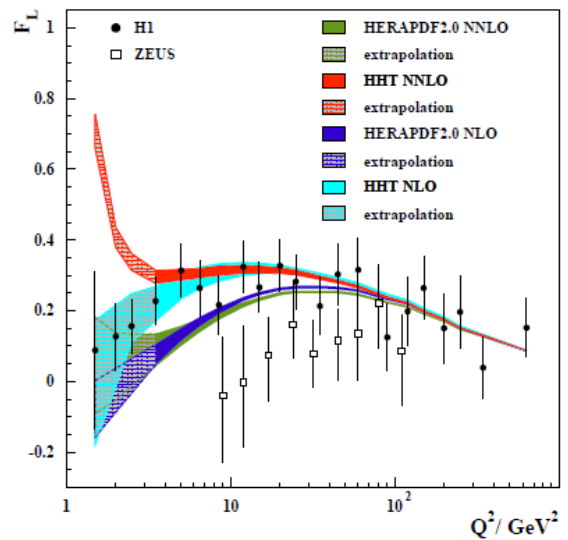 F_L
1
0.8
0.6
0.4
0.2
0
-0.2
H1
ZEUS
HERAPDF2.0 NNLO
extrapolation
HHT NNLO
extrapolation
HERAPDF2.0 NLO
extrapolation
HHT NLO
extrapolation
1
10
10²
Q²/ GeV²